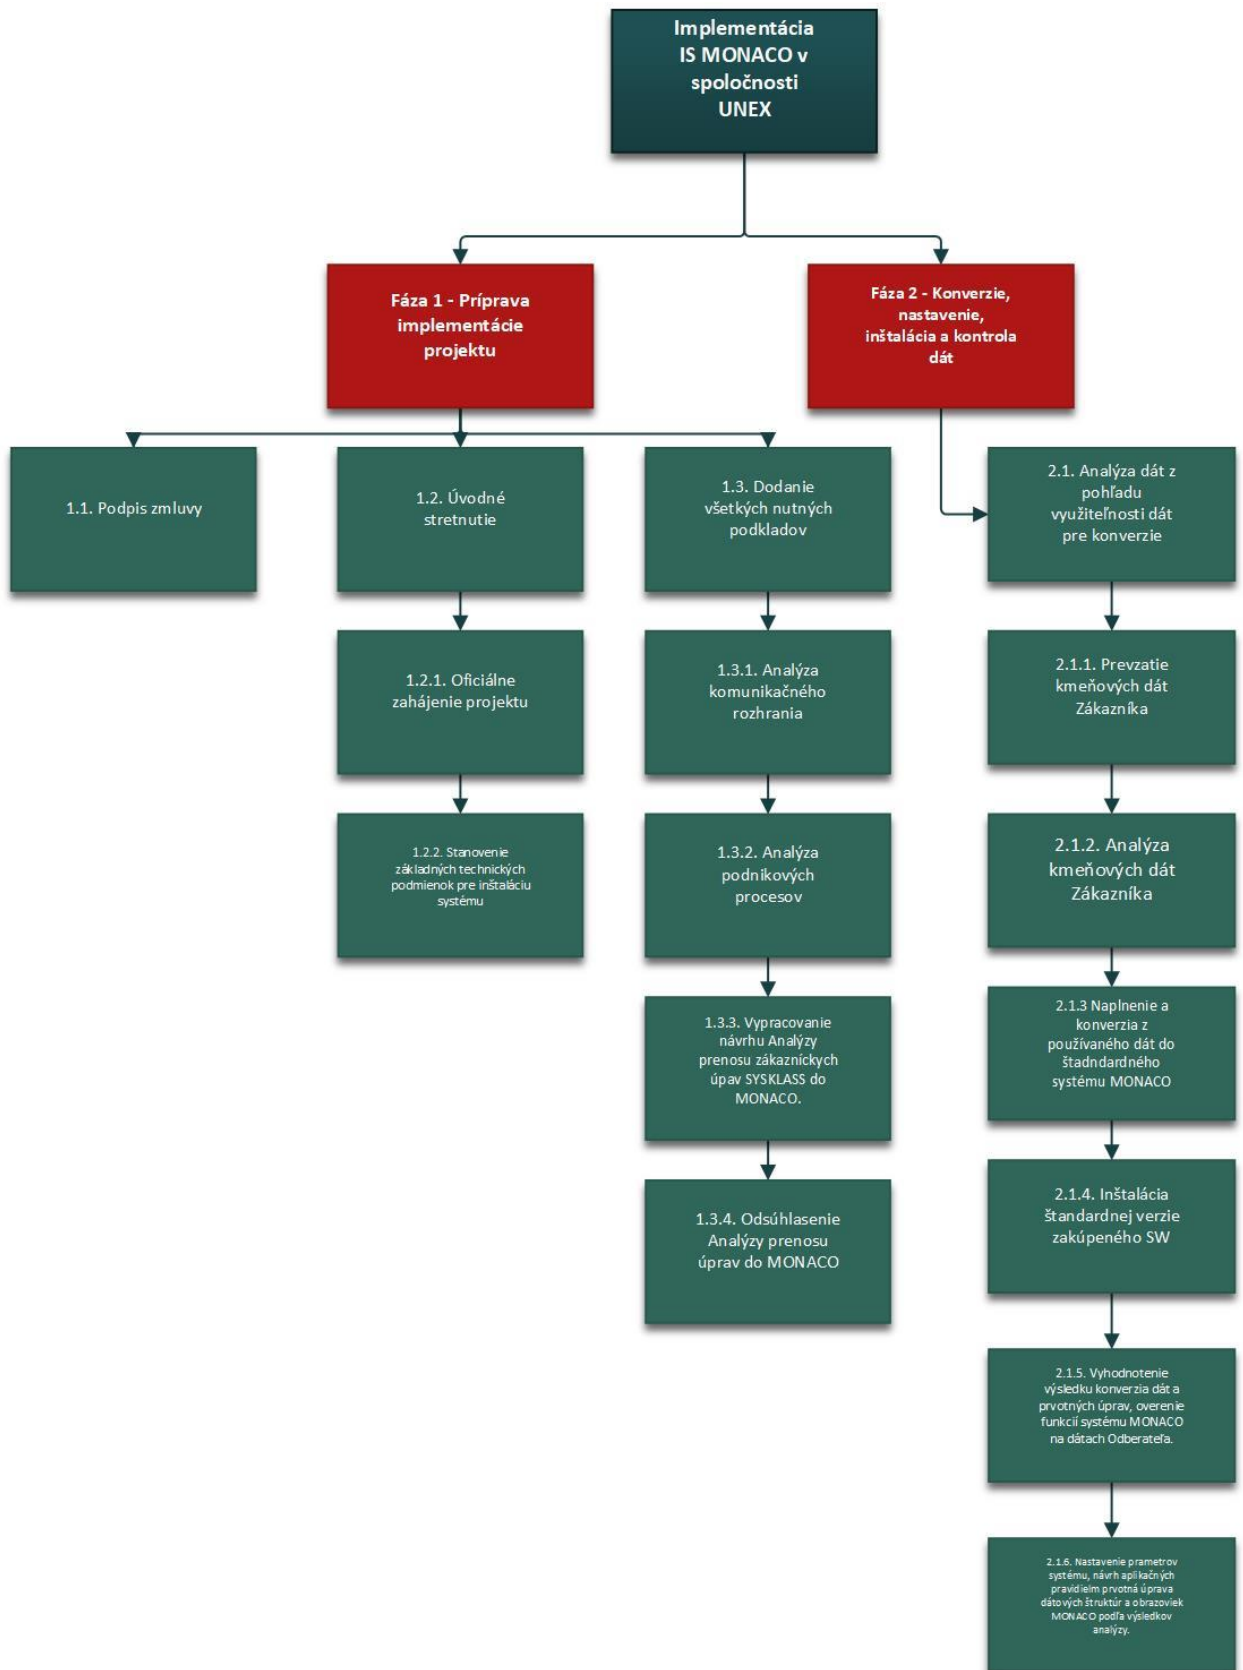 Implementácia
IS MONACO v
spoločnosti
UNEX
Fáza 1 - Príprava
implementácie
projektu
Fáza 2 - Konverzie,
nastavenie,
inštalácia a kontrola
dát
1.1. Podpis zmluvy
1.2. Úvodné
stretnutie
1.3. Dodanie
všetkých nutných
podkladov
2.1. Analýza dát z
pohľadu
využiteľnosti dát
pre konverzie
1.2.1. Oficiálne
zahájenie projektu
1.3.1. Analýza
komunikačného
rozhrania
2.1.1. Prevzatie
kmeňových dát
Zákazníka
1.2.2. Stanovenie
základných technických
podmienok pre inštaláciu
systému
1.3.2. Analýza
podnikových
procesov
2.1.2. Analýza
kmeňových dát
Zákazníka
1.3.3. Vypracovanie
návrhu Analýzy
prenosu zákazníckych
úpav SYSKLASS do
MONACO.
2.1.3 Naplnenie a
konverzia z
používaného dát do
štadndardného
systému MONACO
1.3.4. Odsúhlasenie
Analýzy prenosu
úprav do MONACO
2.1.4. Inštalácia
štandardnej verzie
zakúpeného SW
2.1.5. Vyhodnotenie
výsledku konverzia dát a
prvotných úprav, overenie
funkcií systému MONACO
na dátach Odberateľa.
2.1.6. Nastavenie prametrov
systému, návrh aplikačných
pravidielm prvotná úprava
dátových štruktúr a obrazoviek
MONACO podľa výsledkov
analýzy.